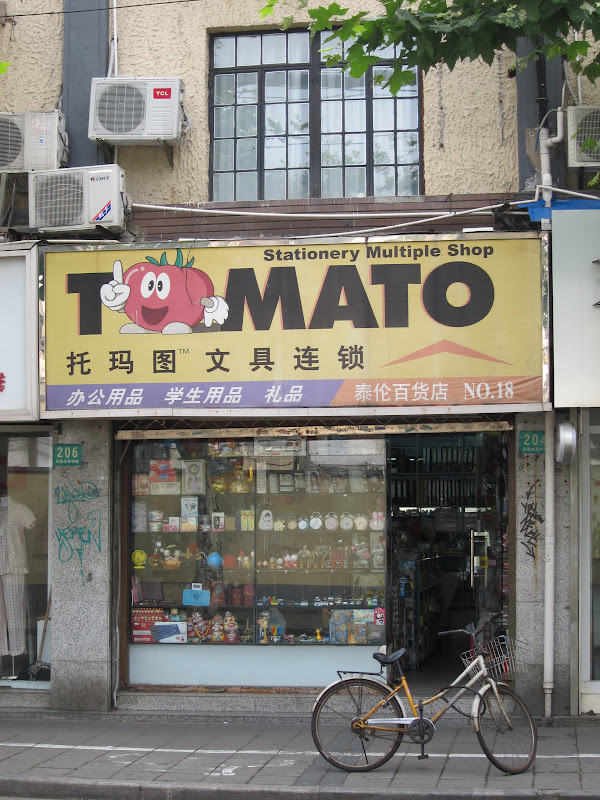 TCL
Stationery Multiple Shop
TOMATO
托玛图™ 文具连锁
办公用品 学生用品 礼品
泰伦百货店 NO.18
206
204